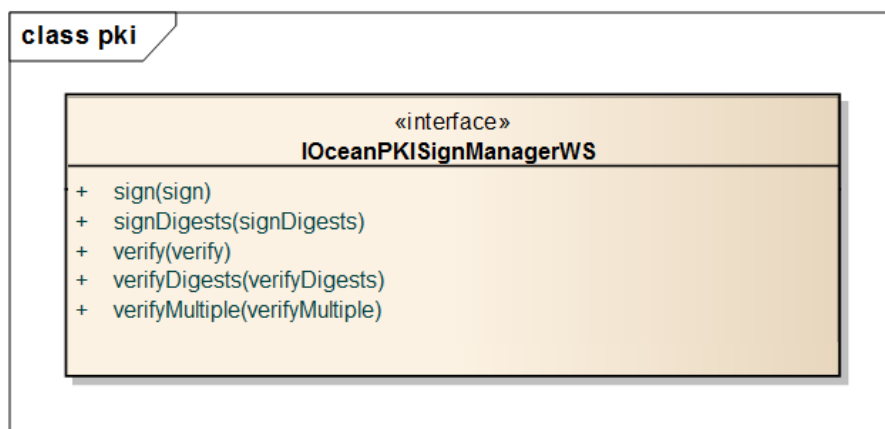 class pki
«interface»
IOceanPKISignManagerWS
+ sign(sign)
+ signDigests(signDigests)
+ verify(verify)
+ verifyDigests(verifyDigests)
+ verifyMultiple(verifyMultiple)